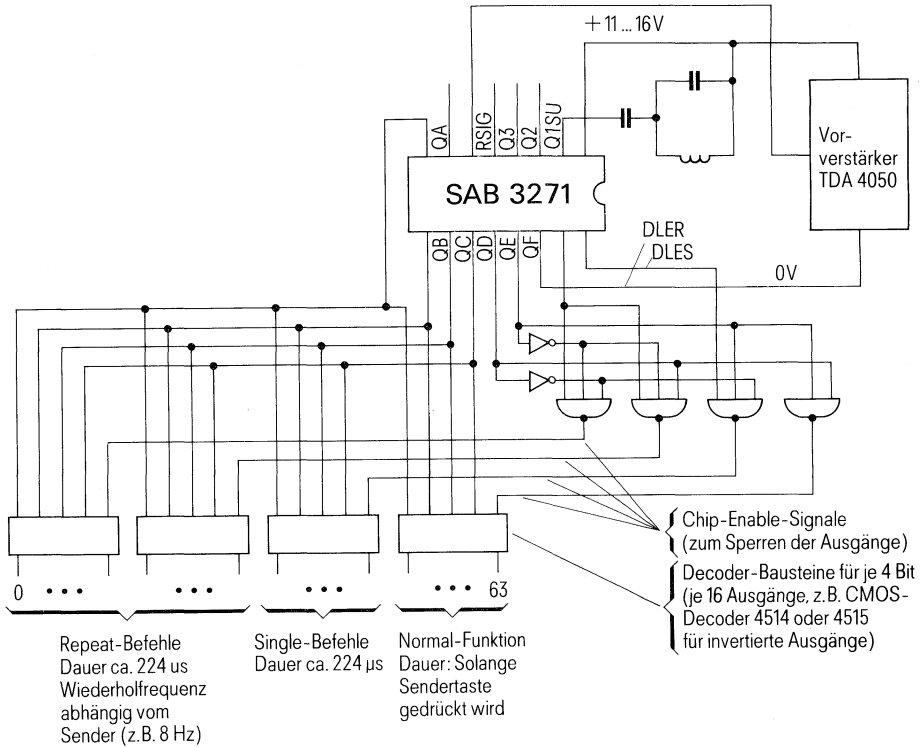 +11...16V
QA
RSIG
Q3
Q2
Q1SU
SAB 3271
Vor-
verstärker
TDA 4050
QB
QC
QD
QE
QF
DLER
DLES
0V
Chip-Enable-Signale
(zum Sperren der Ausgänge)
Decoder-Bausteine für je 4 Bit
(je 16 Ausgänge, z.B. CMOS-
Decoder 4514 oder 4515
für invertierte Ausgänge)
0
...
...
...
...
63
Repeat-Befehle
Dauer ca. 224 us
Wiederholfrequenz
abhängig vom
Sender (z.B. 8 Hz)
Single-Befehle
Dauer ca. 224 µs
Normal-Funktion
Dauer: Solange
Sendertaste
gedrückt wird